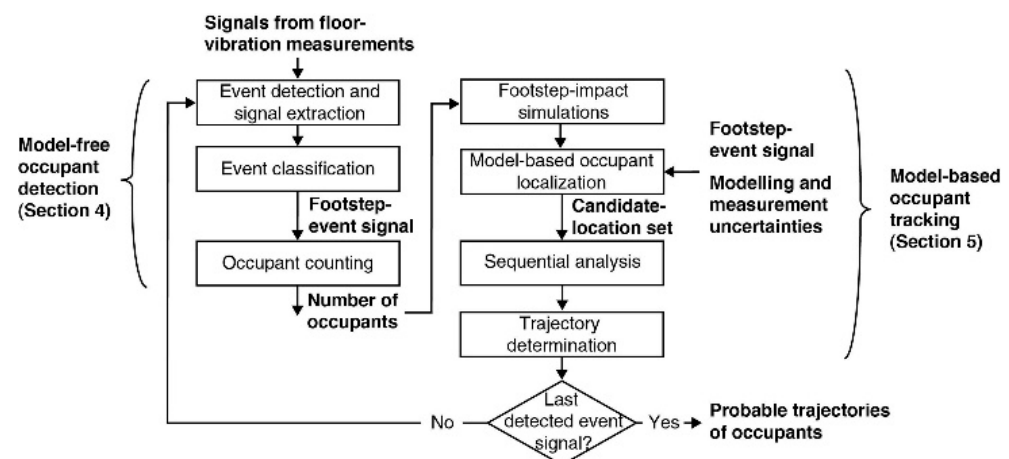 Signals from floor-
vibration measurements
Event detection and
signal extraction
Event classification
Footstep-
event signal
Occupant counting
Number of
occupants
Model-free
occupant
detection
(Section 4)
Footstep-impact
simulations
Model-based occupant
localization
Candidate-
location set
Sequential analysis
Trajectory
determination
Last
detected event
signal?
No
Yes
Probable trajectories
of occupants
Footstep-
event signal
Modelling and
measurement
uncertainties
Model-based
occupant
tracking
(Section 5)